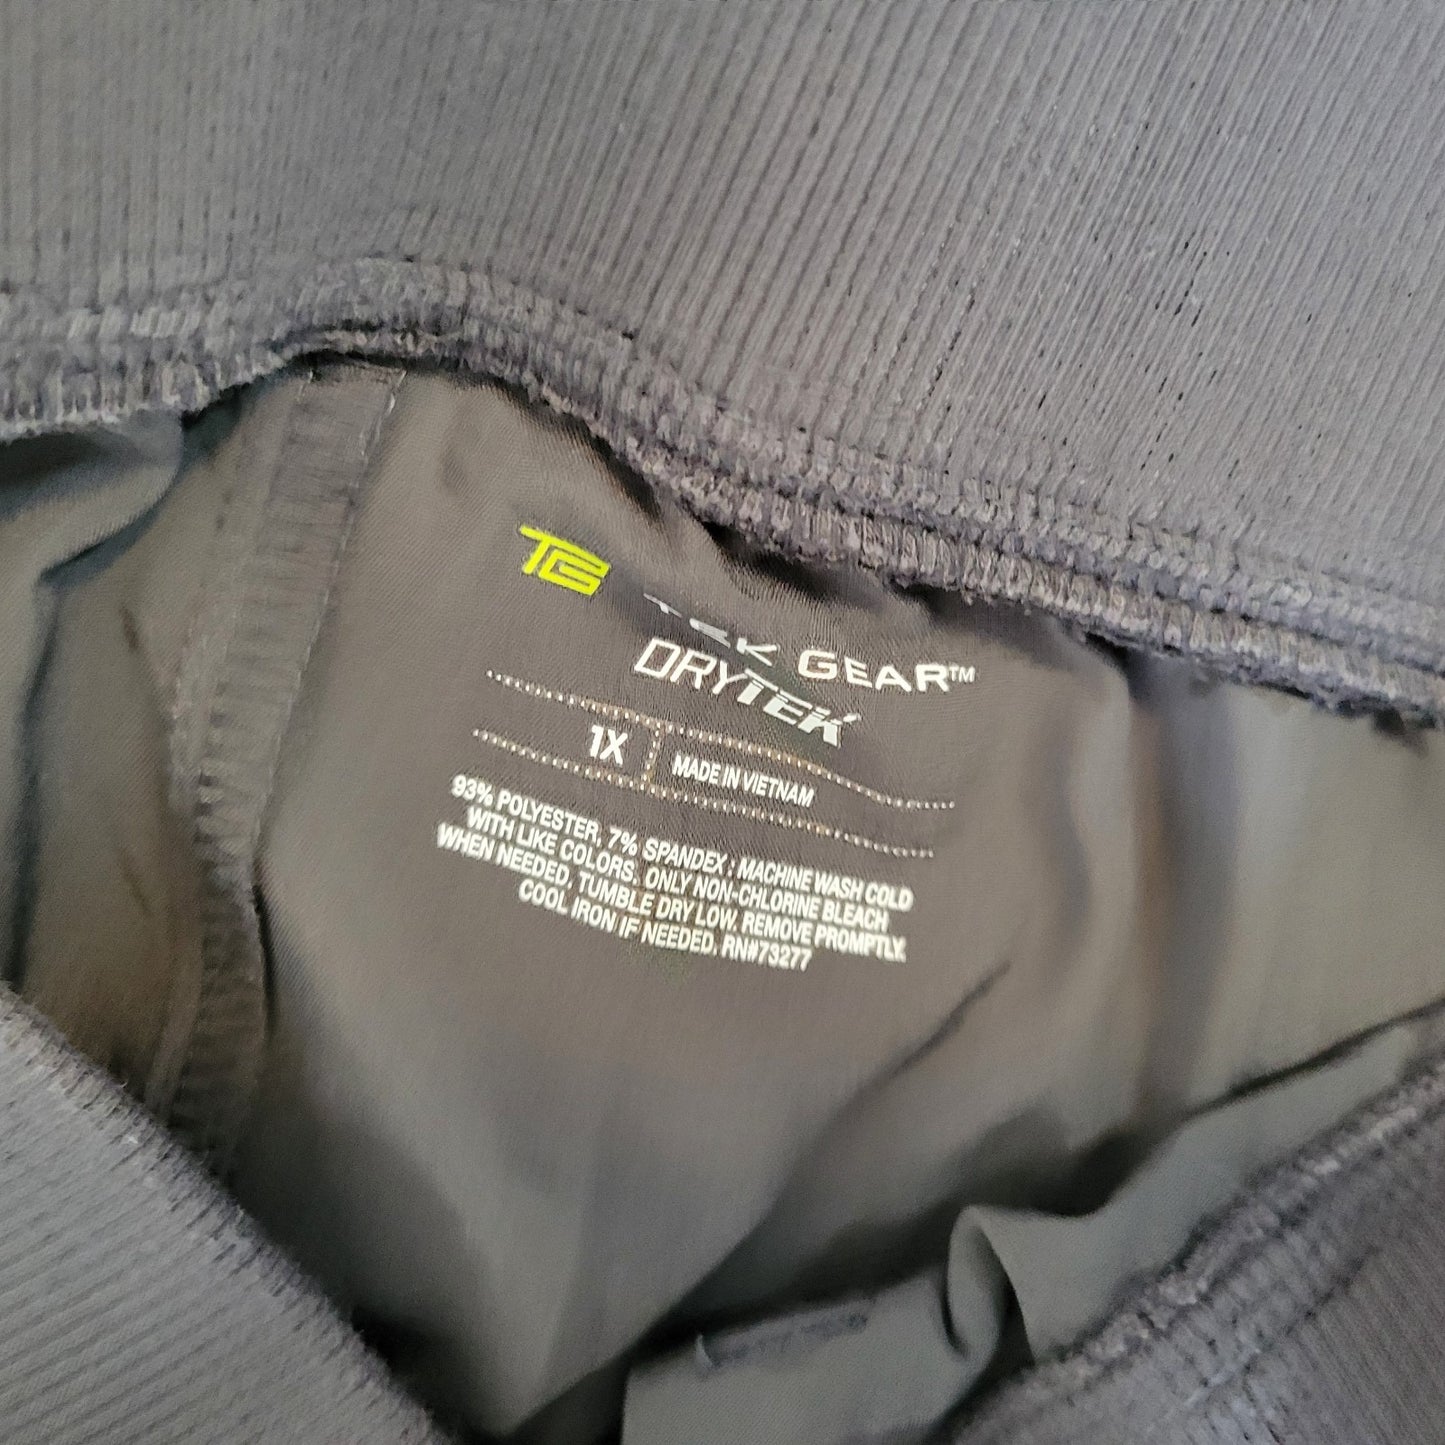 TG
TEK GEAR™
DRYTEK
1X
MADE IN VIETNAM
93% POLYESTER, 7% SPANDEX; MACHINE WASH COLD
WITH LIKE COLORS, ONLY NON-CHLORINE BLEACH
WHEN NEEDED, TUMBLE DRY LOW, REMOVE PROMPTLY,
COOL IRON IF NEEDED. RN#73277